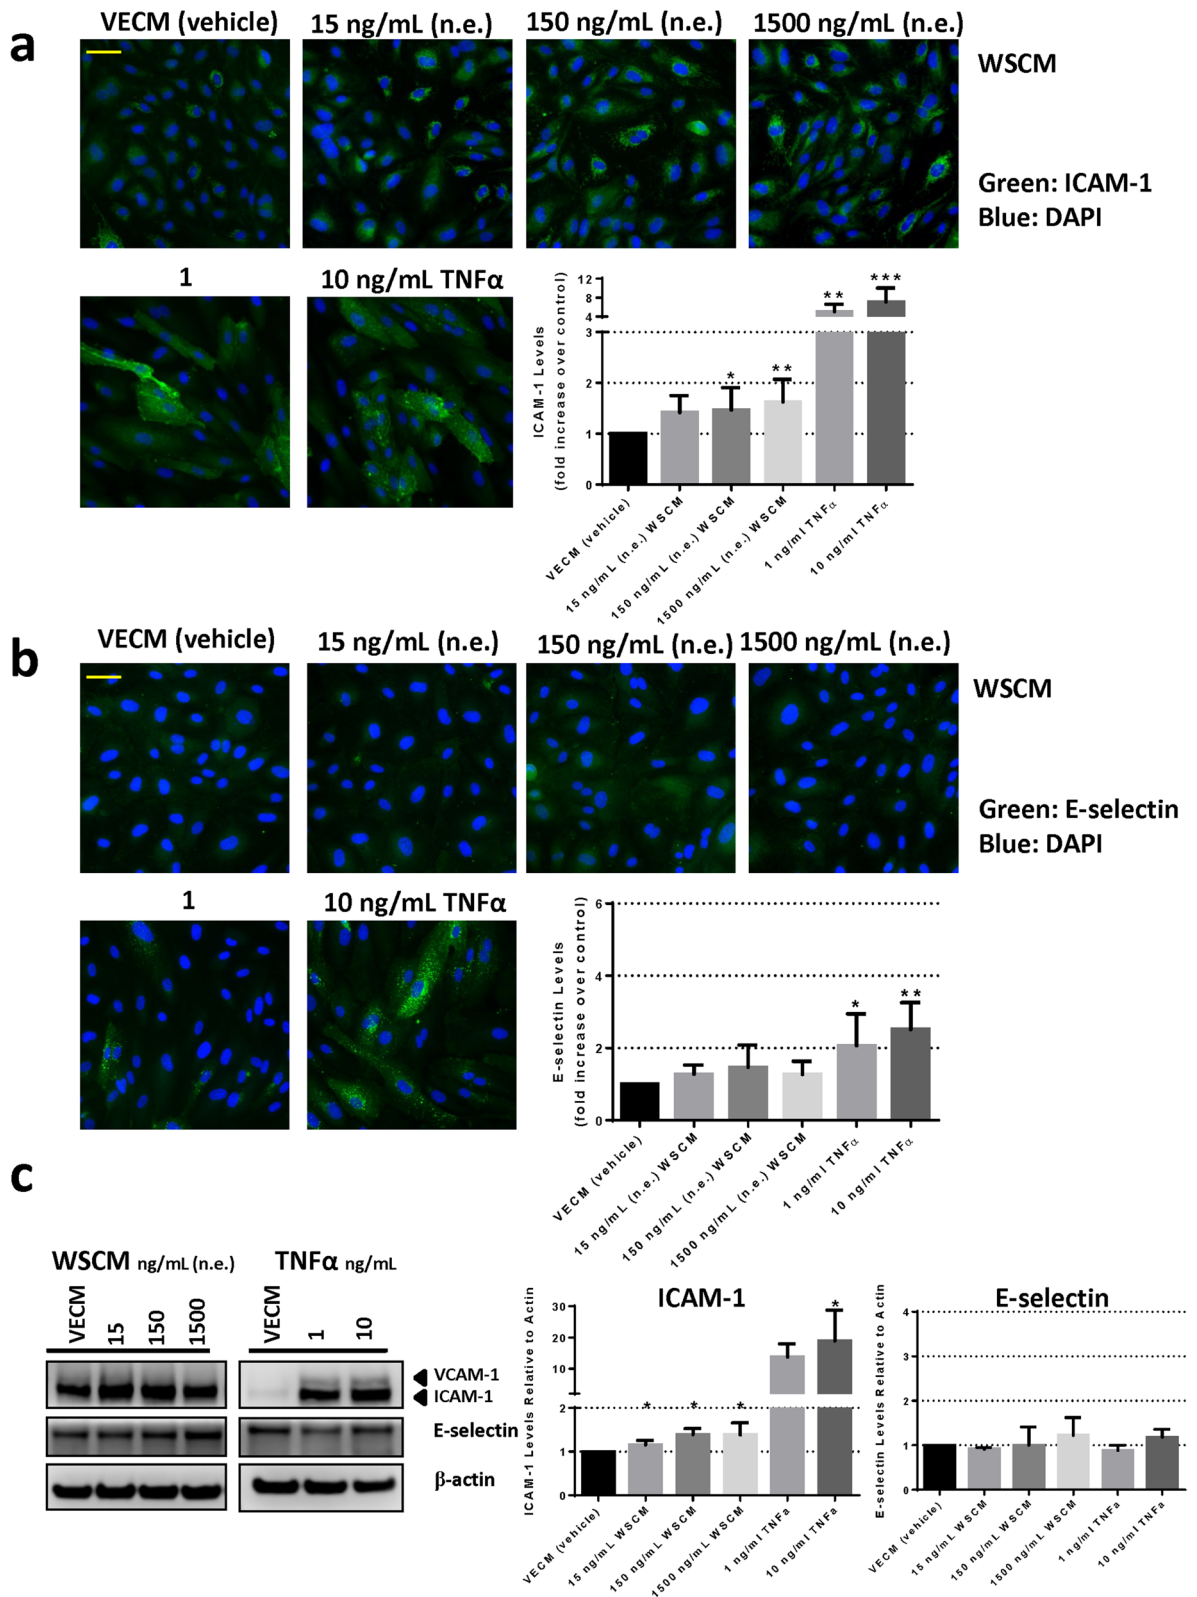 a
VECM (vehicle)
15 ng/mL (n.e.)
150 ng/mL (n.e.)
1500 ng/mL (n.e.)
WSCM
Green: ICAM-1
Blue: DAPI
1
10 ng/mL TNFα
ICAM-1 Levels
(fold increase over control)
12
8
4
3
2
1
0
*
**
**
***
VECM (vehicle)
15 ng/mL (n.e.) WSCM
150 ng/mL (n.e.) WSCM
1500 ng/mL (n.e.) WSCM
1 ng/ml TNFα
10 ng/ml TNFα
b
VECM (vehicle)
15 ng/mL (n.e.)
150 ng/mL (n.e.)
1500 ng/mL (n.e.)
WSCM
Green: E-selectin
Blue: DAPI
1
10 ng/mL TNFα
E-selectin Levels
(fold increase over control)
6
4
2
0
*
**
VECM (vehicle)
15 ng/mL (n.e.) WSCM
150 ng/mL (n.e.) WSCM
1500 ng/mL (n.e.) WSCM
1 ng/ml TNFα
10 ng/ml TNFα
c
WSCM ng/mL (n.e.)
VECM
15
150
1500
TNFα ng/mL
VECM
1
10
VCAM-1
ICAM-1
E-selectin
β-actin
ICAM-1
ICAM-1 Levels Relative to Actin
30
20
10
2
1
0
*
*
*
*
VECM (vehicle)
15 ng/mL WSCM
150 ng/mL WSCM
1500 ng/mL WSCM
1 ng/ml TNFa
10 ng/ml TNFa
E-selectin
E-selectin Levels Relative to Actin
4
3
2
1
0
VECM (vehicle)
15 ng/mL WSCM
150 ng/mL WSCM
1500 ng/mL WSCM
1 ng/ml TNFa
10 ng/ml TNFa